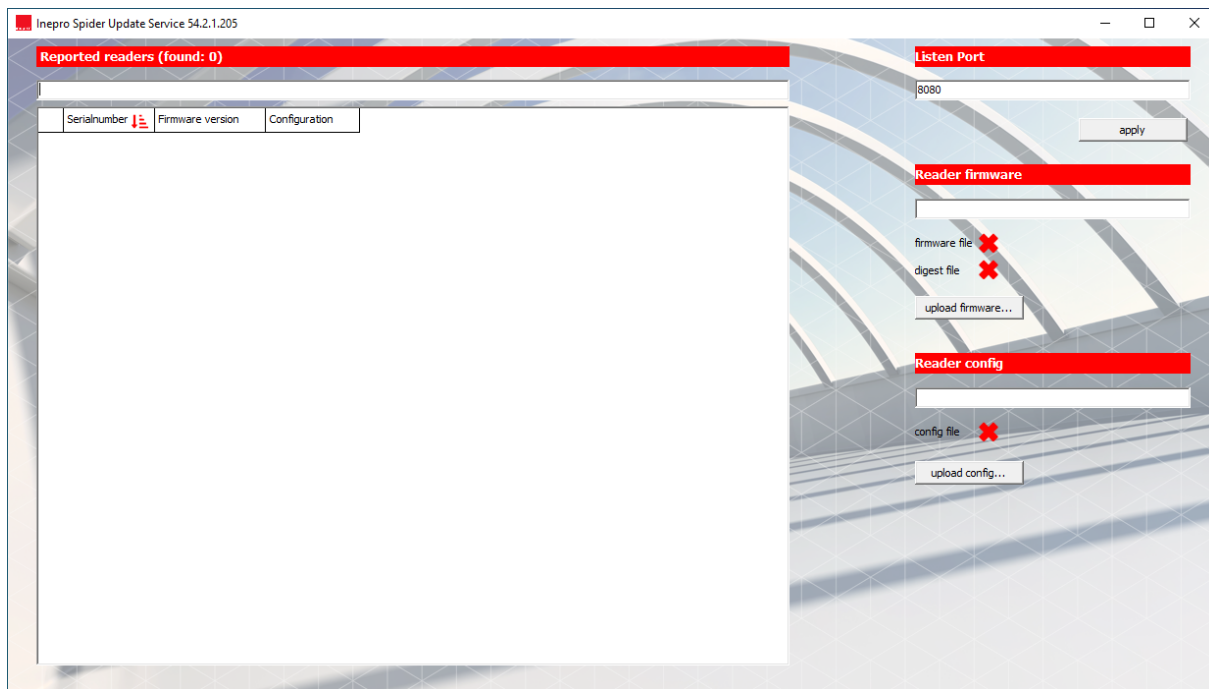 Inepro Spider Update Service 54.2.1.205
Reported readers (found: 0)
Serialnumber Firmware version Configuration
Listen Port
8080
apply
Reader firmware
firmware file
digest file
upload firmware...
Reader config
config file
upload config...